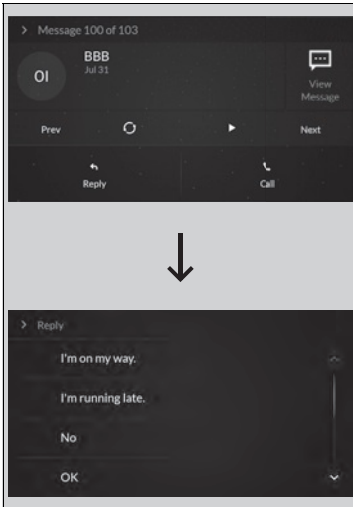 > Message 100 of 103
BBB
Jul 31
OI
View
Message
Prev
Next
Reply
Call
> Reply
I'm on my way.
I'm running late.
No
OK